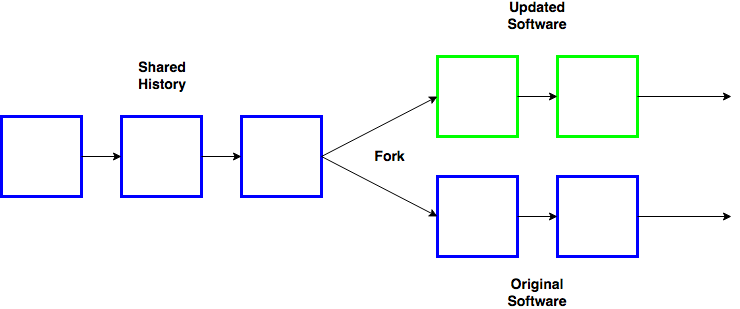 Updated
Software
Shared
History
Fork
Original
Software